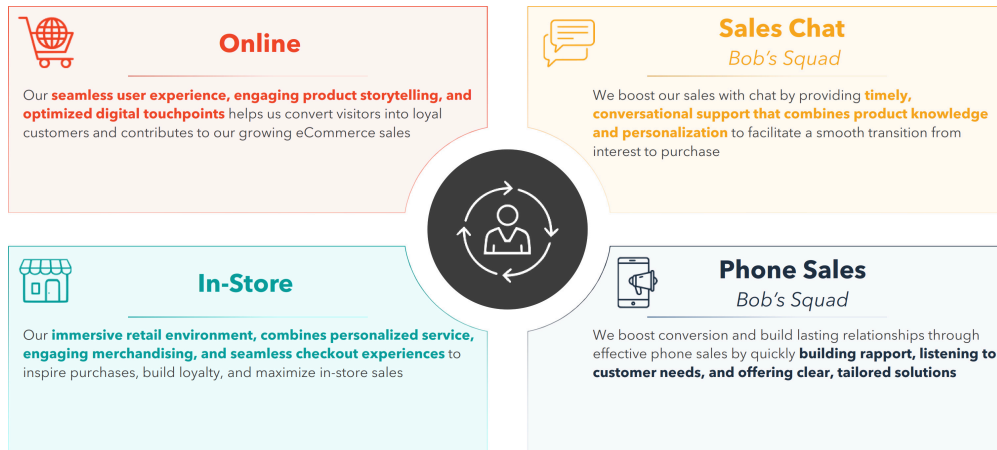 Online
Our seamless user experience, engaging product storytelling, and
optimized digital touchpoints helps us convert visitors into loyal
customers and contributes to our growing eCommerce sales
Sales Chat
Bob's Squad
We boost our sales with chat by providing timely,
conversational support that combines product knowledge
and personalization to facilitate a smooth transition from
interest to purchase
In-Store
Our immersive retail environment, combines personalized service,
engaging merchandising, and seamless checkout experiences to
inspire purchases, build loyalty, and maximize in-store sales
Phone Sales
Bob's Squad
We boost conversion and build lasting relationships through
effective phone sales by quickly building rapport, listening to
customer needs, and offering clear, tailored solutions